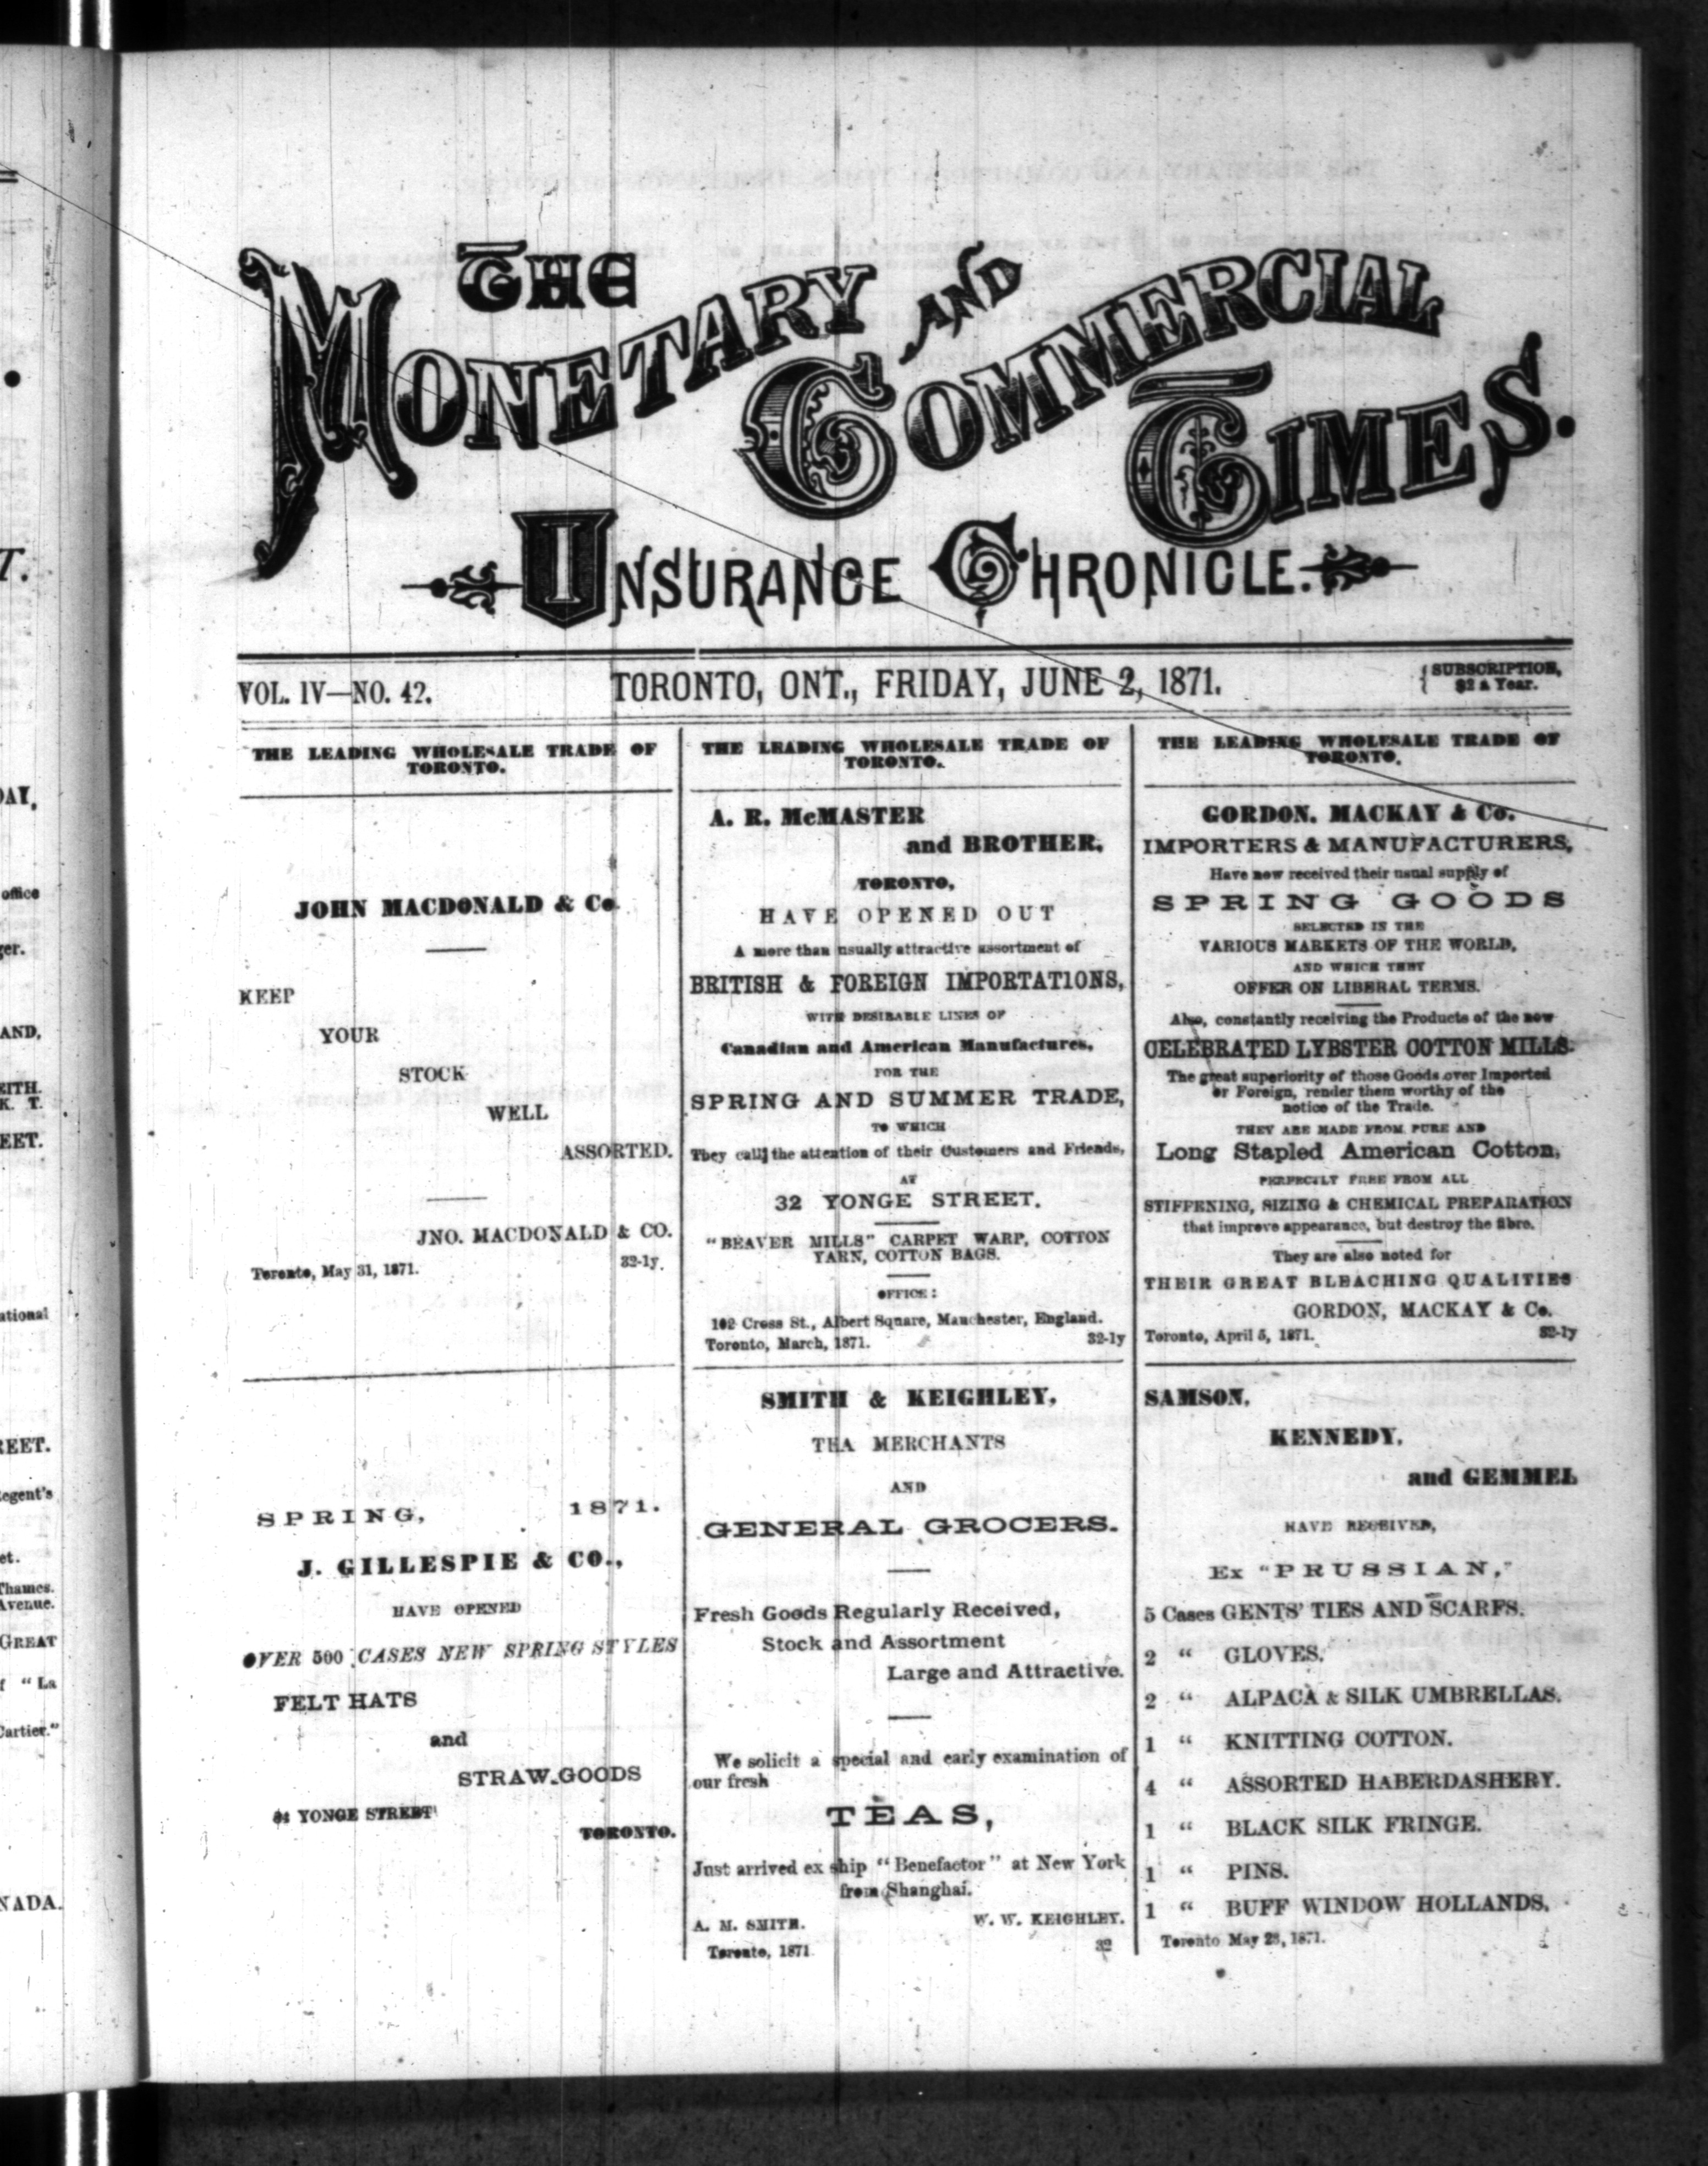 THE
MONETARY AND COMMERCIAL TIMES.
INSURANCE CHRONICLE.
VOL. IV—NO. 42.
TORONTO, ONT., FRIDAY, JUNE 2, 1871.
SUBSCRIPTION,
$2 a Year.
THE LEADING WHOLESALE TRADE OF
TORONTO.
JOHN MACDONALD & Co
KEEP
YOUR
STOCK
WELL
ASSORTED.
JNO. MACDONALD & CO.
Toronto, May 31, 1871.
32-1y.
SPRING, 1871.
J. GILLESPIE & CO.,
HAVE OPENED
OVER 500 CASES NEW SPRING STYLES
FELT HATS
and
STRAW GOODS
YONGE STREET
TORONTO.
THE LEADING WHOLESALE TRADE OF
TORONTO.
A. R. McMASTER
and BROTHER,
TORONTO,
HAVE OPENED OUT
A more than usually attractive assortment of
BRITISH & FOREIGN IMPORTATIONS,
WITH DESIRABLE LINES OF
Canadian and American Manufactures,
FOR THE
SPRING AND SUMMER TRADE,
TO WHICH
They call the attention of their Customers and Friends,
AT
32 YONGE STREET.
"BEAVER MILLS" CARPET WARP, COTTON
YARN, COTTON BAGS.
OFFICE:
102 Cross St., Albert Square, Manchester, England.
Toronto, March, 1871. 32-1y
SMITH & KEIGHLEY,
TEA MERCHANTS
AND
GENERAL GROCERS.
Fresh Goods Regularly Received,
Stock and Assortment
Large and Attractive.
We solicit a special and early examination of
our fresh
TEAS,
Just arrived ex ship "Benefactor" at New York
from Shanghai.
A. M. SMITH. W. W. KEIGHLEY.
Toronto, 1871. 32
THE LEADING WHOLESALE TRADE OF
TORONTO.
GORDON, MACKAY & Co.
IMPORTERS & MANUFACTURERS,
Have now received their usual supply of
SPRING GOODS
SELECTED IN THE
VARIOUS MARKETS OF THE WORLD,
AND WHICH THEY
OFFER ON LIBERAL TERMS.
Also, constantly receiving the Products of the now
CELEBRATED LYBSTER COTTON MILLS.
The great superiority of those Goods over Imported
or Foreign, render them worthy of the
notice of the Trade.
THEY ARE MADE FROM PURE AND
Long Stapled American Cotton,
PERFECTLY FREE FROM ALL
STIFFENING, SIZING & CHEMICAL PREPARATION
that improve appearance, but destroy the fibre.
They are also noted for
THEIR GREAT BLEACHING QUALITIES
GORDON, MACKAY & Co.
Toronto, April 5, 1871. 32-1y
SAMSON,
KENNEDY,
and GEMMEL
HAVE RECEIVED,
Ex "PRUSSIAN,"
5 Cases GENTS' TIES AND SCARFS.
2 " GLOVES.
2 " ALPACA & SILK UMBRELLAS.
1 " KNITTING COTTON.
4 " ASSORTED HABERDASHERY.
1 " BLACK SILK FRINGE.
1 " PINS.
1 " BUFF WINDOW HOLLANDS.
Toronto May 23, 1871.